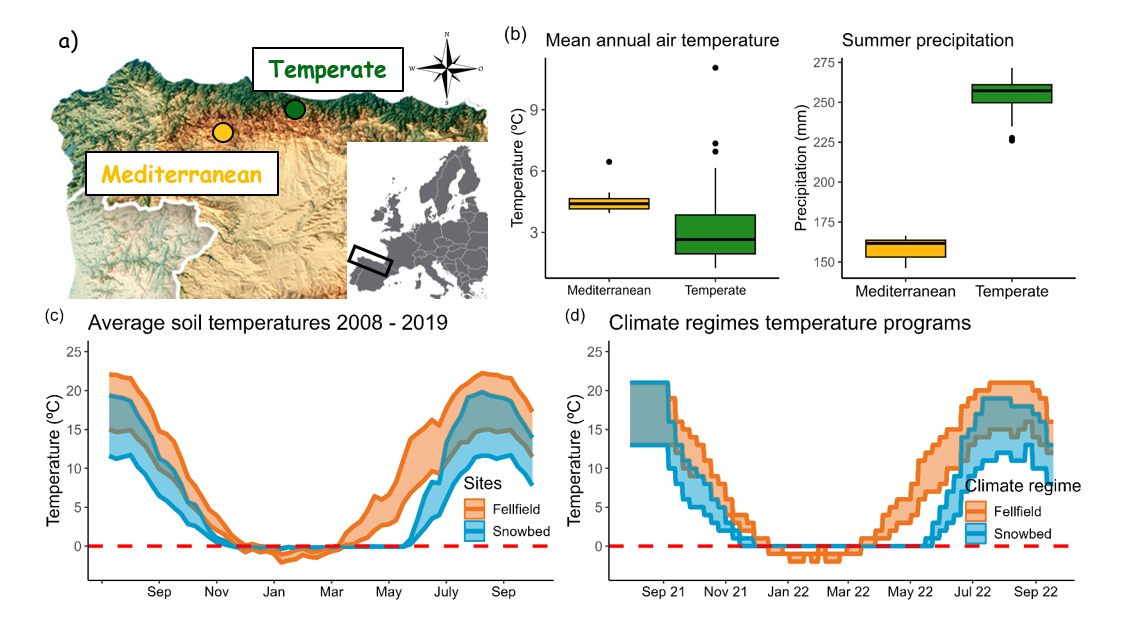 a)
Temperate
Mediterranean
N
W
O
S
(b)
Mean annual air temperature
Temperature (ºC)
9
6
3
Mediterranean
Temperate
Summer precipitation
Precipitation (mm)
275
250
225
200
175
150
Mediterranean
Temperate
(c)
Average soil temperatures 2008 - 2019
Temperature (ºC)
25
20
15
10
5
0
Sep
Nov
Jan
Mar
May
July
Sep
Sites
Fellfield
Snowbed
(d)
Climate regimes temperature programs
Temperature (ºC)
25
20
15
10
5
0
Sep 21
Nov 21
Jan 22
Mar 22
May 22
Jul 22
Sep 22
Climate regime
Fellfield
Snowbed